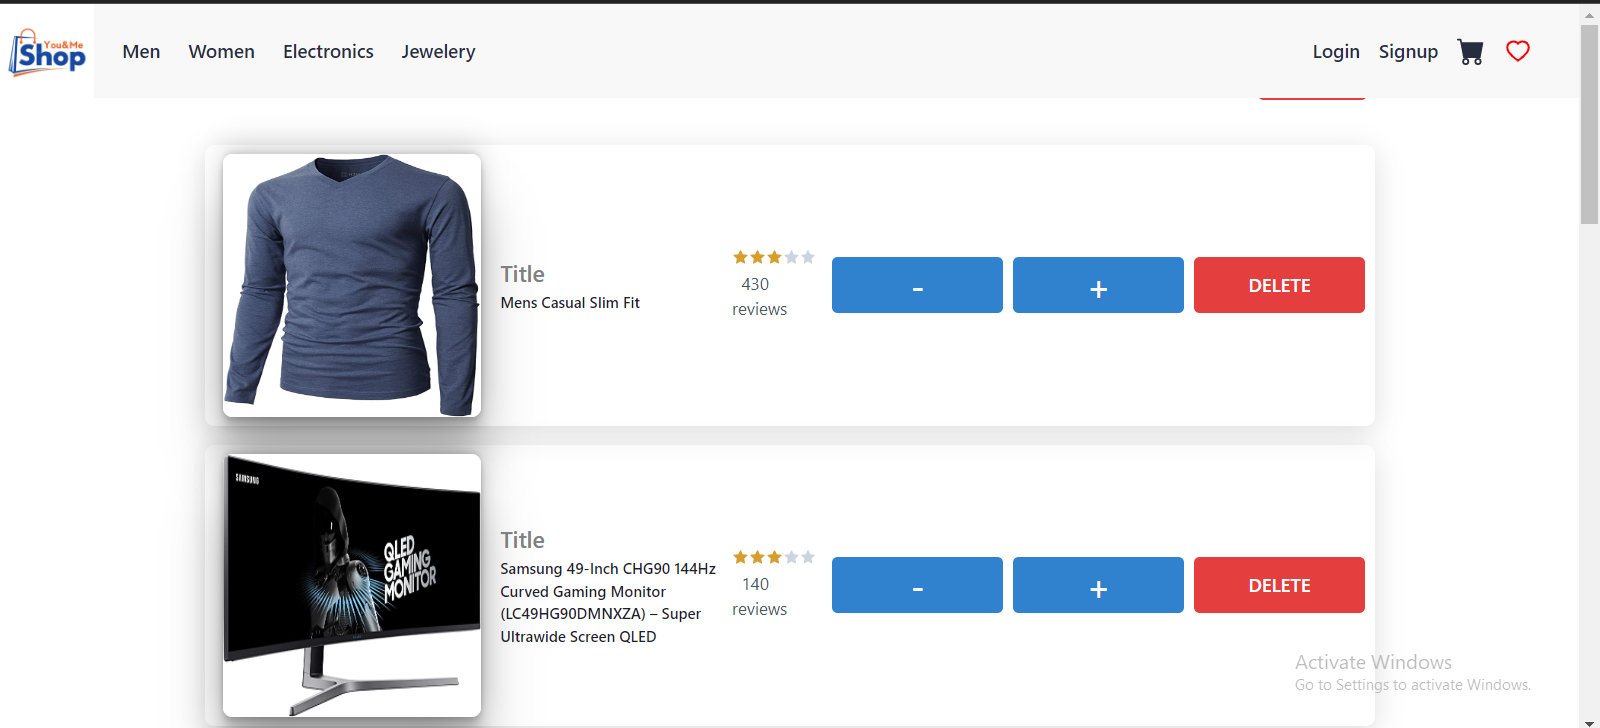 You&Me
Shop
Men Women Electronics Jewelery
Login Signup
Title
Mens Casual Slim Fit
430
reviews
-
+
DELETE
SAMSUNG
QLED
GAMING
MONITOR
Title
Samsung 49-Inch CHG90 144Hz
Curved Gaming Monitor
(LC49HG90DMNXZA) – Super
Ultrawide Screen QLED
140
reviews
-
+
DELETE
Activate Windows
Go to Settings to activate Windows.